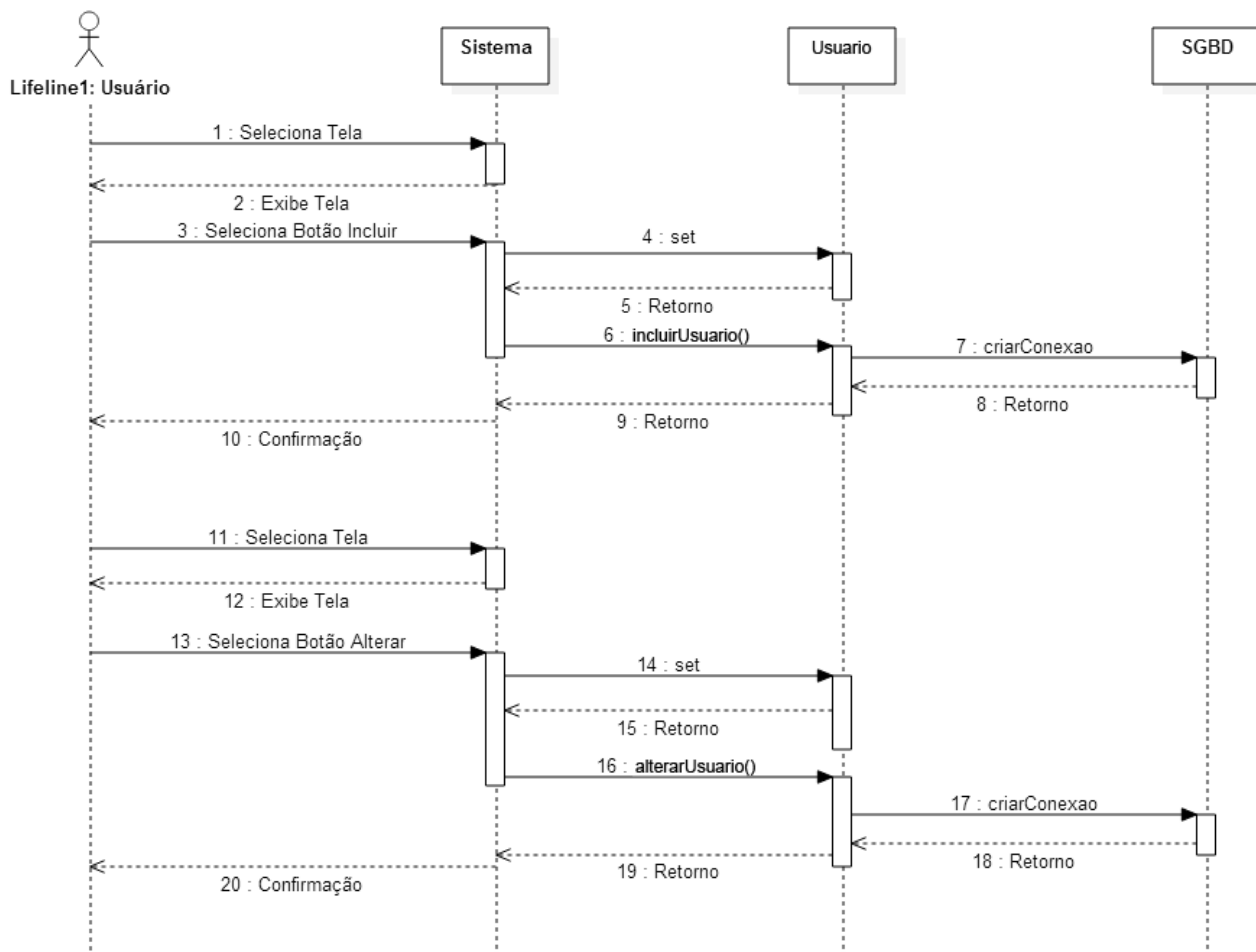 Sistema
Usuario
SGBD
Lifeline1: Usuário
1 : Seleciona Tela
2 : Exibe Tela
3 : Seleciona Botão Incluir
4 : set
5 : Retorno
6 : incluirUsuario()
7 : criarConexao
8 : Retorno
9 : Retorno
10 : Confirmação
11 : Seleciona Tela
12 : Exibe Tela
13 : Seleciona Botão Alterar
14 : set
15 : Retorno
16 : alterarUsuario()
17 : criarConexao
18 : Retorno
19 : Retorno
20 : Confirmação